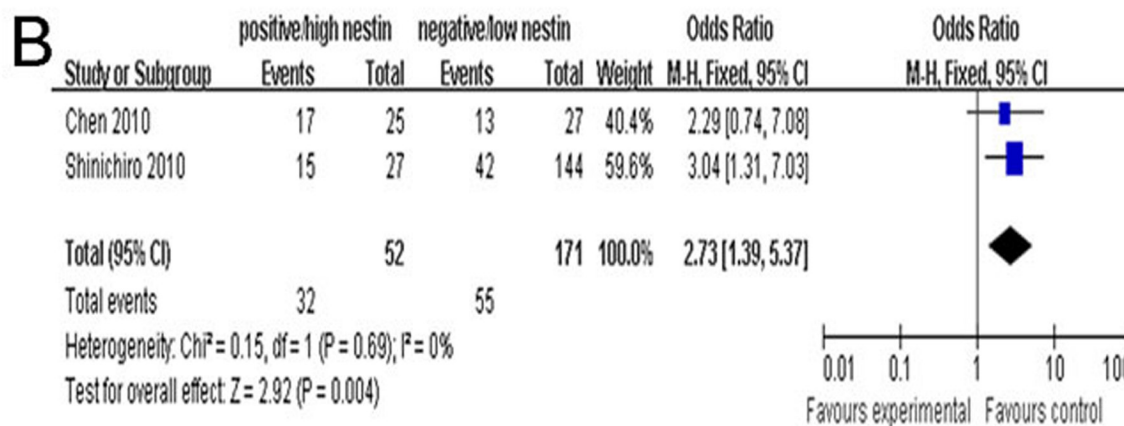 B
positive/high nestin negative/low nestin Odds Ratio Odds Ratio
Study or Subgroup Events Total Events Total Weight M-H, Fixed, 95% CI M-H, Fixed, 95% CI
Chen 2010 17 25 13 27 40.4% 2.29 [0.74, 7.08]
Shinichiro 2010 15 27 42 144 59.6% 3.04 [1.31, 7.03]
Total (95% CI) 52 171 100.0% 2.73 [1.39, 5.37]
Total events 32 55
Heterogeneity: Chi² = 0.15, df = 1 (P = 0.69); I² = 0%
Test for overall effect: Z = 2.92 (P = 0.004)
0.01 0.1 1 10
Favours experimental Favours control